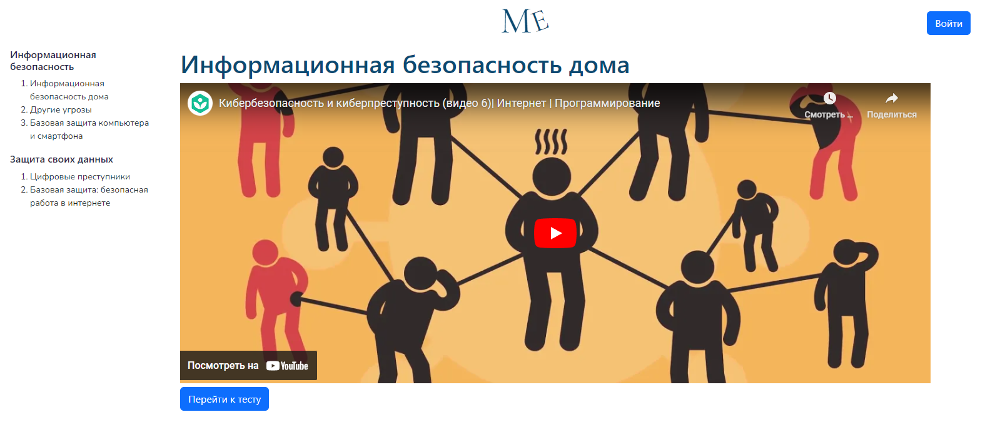 ME
Войти
Информационная
безопасность
1. Информационная
безопасность дома
2. Другие угрозы
3. Базовая защита компьютера
и смартфона
Защита своих данных
1. Цифровые преступники
2. Базовая защита: безопасная
работа в интернете
Информационная безопасность дома
Кибербезопасность и киберпреступность (видео 6)| Интернет | Программирование
Смотреть ...
Поделиться
Посмотреть на YouTube
Перейти к тесту